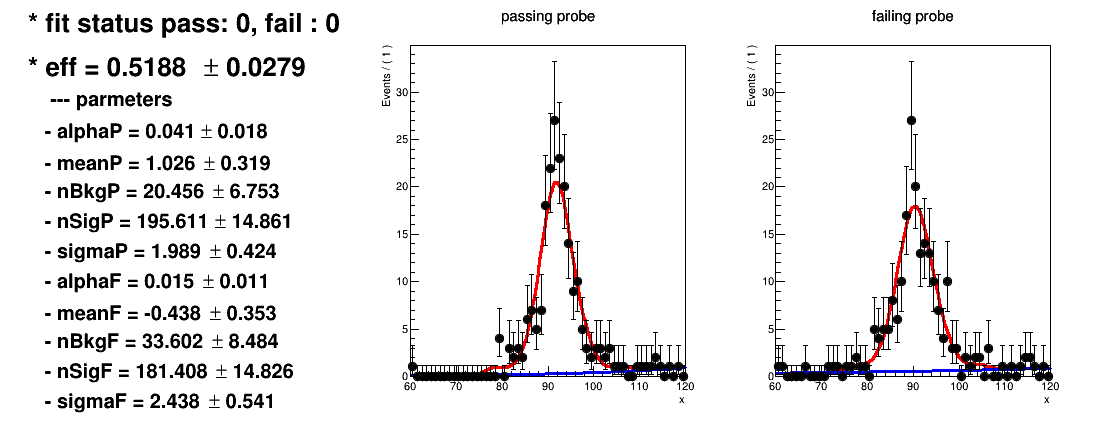 * fit status pass: 0, fail : 0
* eff = 0.5188 ± 0.0279
--- parmeters
- alphaP = 0.041 ± 0.018
- meanP = 1.026 ± 0.319
- nBkgP = 20.456 ± 6.753
- nSigP = 195.611 ± 14.861
- sigmaP = 1.989 ± 0.424
- alphaF = 0.015 ± 0.011
- meanF = -0.438 ± 0.353
- nBkgF = 33.602 ± 8.484
- nSigF = 181.408 ± 14.826
- sigmaF = 2.438 ± 0.541
passing probe
Events / ( 1 )
30
25
20
15
10
5
0
60 70 80 90 100 110 120
x
failing probe
Events / ( 1 )
30
25
20
15
10
5
0
60 70 80 90 100 110 120
x